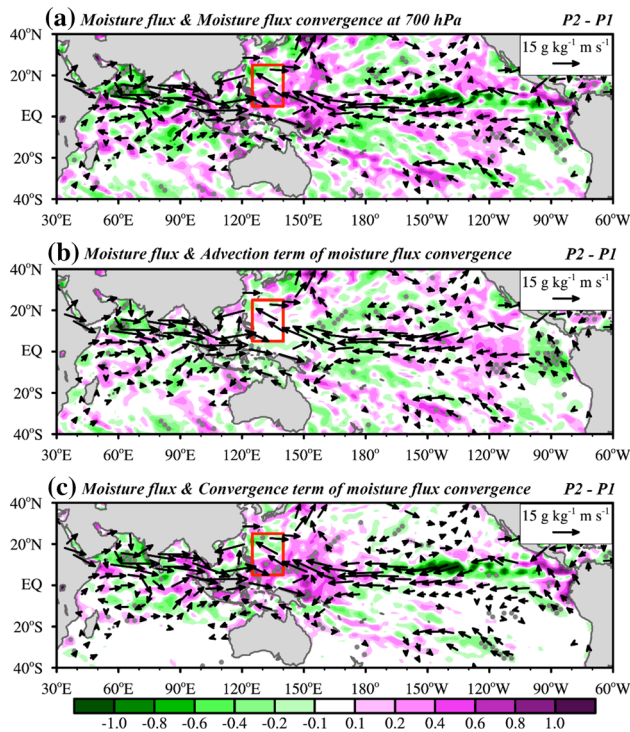 (a) Moisture flux & Moisture flux convergence at 700 hPa P2 - P1
15 g kg⁻¹ m s⁻¹
40°N
20°N
EQ
20°S
40°S
30°E 60°E 90°E 120°E 150°E 180° 150°W 120°W 90°W 60°W
(b) Moisture flux & Advection term of moisture flux convergence P2 - P1
15 g kg⁻¹ m s⁻¹
40°N
20°N
EQ
20°S
40°S
30°E 60°E 90°E 120°E 150°E 180° 150°W 120°W 90°W 60°W
(c) Moisture flux & Convergence term of moisture flux convergence P2 - P1
15 g kg⁻¹ m s⁻¹
40°N
20°N
EQ
20°S
40°S
30°E 60°E 90°E 120°E 150°E 180° 150°W 120°W 90°W 60°W
-1.0 -0.8 -0.6 -0.4 -0.2 -0.1 0.1 0.2 0.4 0.6 0.8 1.0